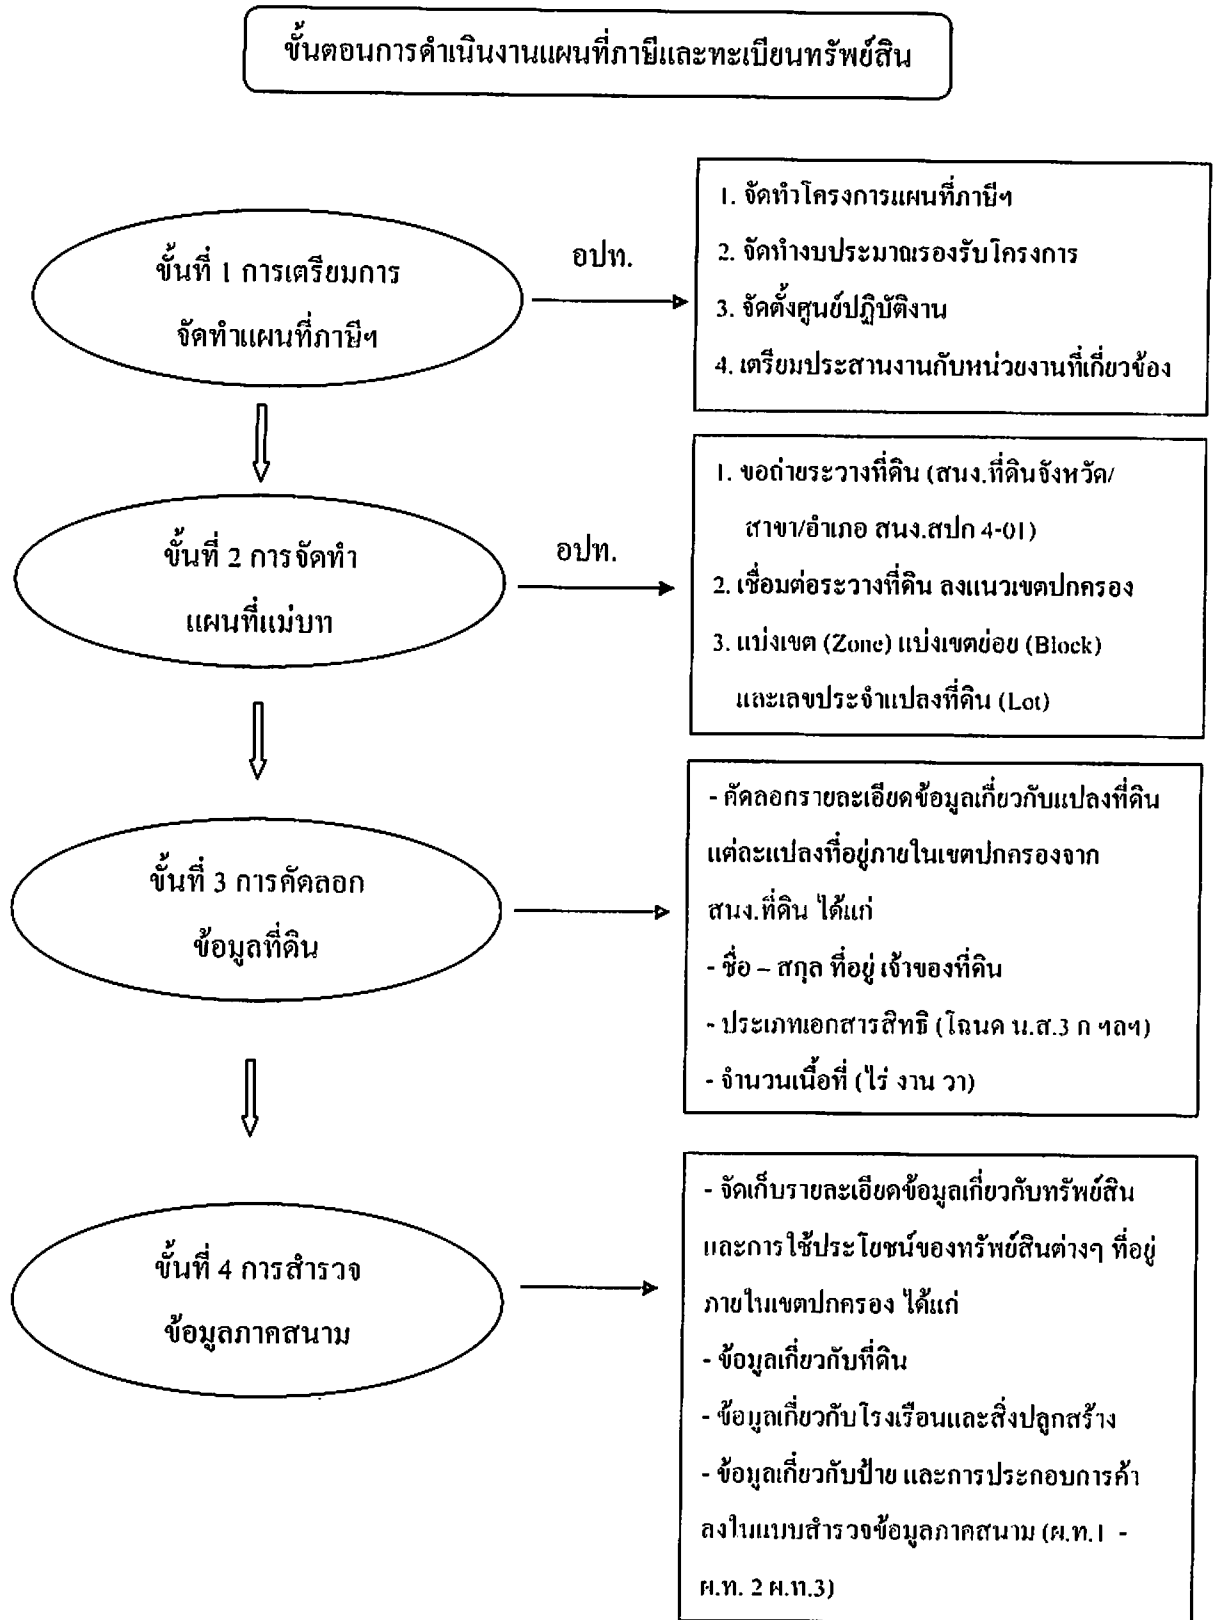 ขั้นตอนการดำเนินงานแผนที่ภาษีและทะเบียนทรัพย์สิน
ขั้นที่ 1 การเตรียมการ
จัดทำแผนที่ภาษีฯ
อปท.
1. จัดทำโครงการแผนที่ภาษีฯ
2. จัดทำงบประมาณรองรับโครงการ
3. จัดตั้งศูนย์ปฏิบัติงาน
4. เตรียมประสานงานกับหน่วยงานที่เกี่ยวข้อง
ขั้นที่ 2 การจัดทำ
แผนที่แม่บท
อปท.
1. ขอถ่ายระวางที่ดิน (สนง.ที่ดินจังหวัด/
สาขา/อำเภอ สนง.สปก 4-01)
2. เชื่อมต่อระวางที่ดิน ลงแนวเขตปกครอง
3. แบ่งเขต (Zone) แบ่งเขตย่อย (Block)
และเลขประจำแปลงที่ดิน (Lot)
ขั้นที่ 3 การคัดลอก
ข้อมูลที่ดิน
- คัดลอกรายละเอียดข้อมูลเกี่ยวกับแปลงที่ดิน
แต่ละแปลงที่อยู่ภายในเขตปกครองจาก
สนง.ที่ดิน ได้แก่
- ชื่อ – สกุล ที่อยู่ เจ้าของที่ดิน
- ประเภทเอกสารสิทธิ (โฉนด น.ส.3 ก ฯลฯ)
- จำนวนเนื้อที่ (ไร่ งาน วา)
ขั้นที่ 4 การสำรวจ
ข้อมูลภาคสนาม
- จัดเก็บรายละเอียดข้อมูลเกี่ยวกับทรัพย์สิน
และการใช้ประโยชน์ของทรัพย์สินต่างๆ ที่อยู่
ภายในเขตปกครอง ได้แก่
- ข้อมูลเกี่ยวกับที่ดิน
- ข้อมูลเกี่ยวกับโรงเรือนและสิ่งปลูกสร้าง
- ข้อมูลเกี่ยวกับป้าย และการประกอบการค้า
ลงในแบบสำรวจข้อมูลภาคสนาม (ผ.ท.1 -
ผ.ท. 2 ผ.ท.3)